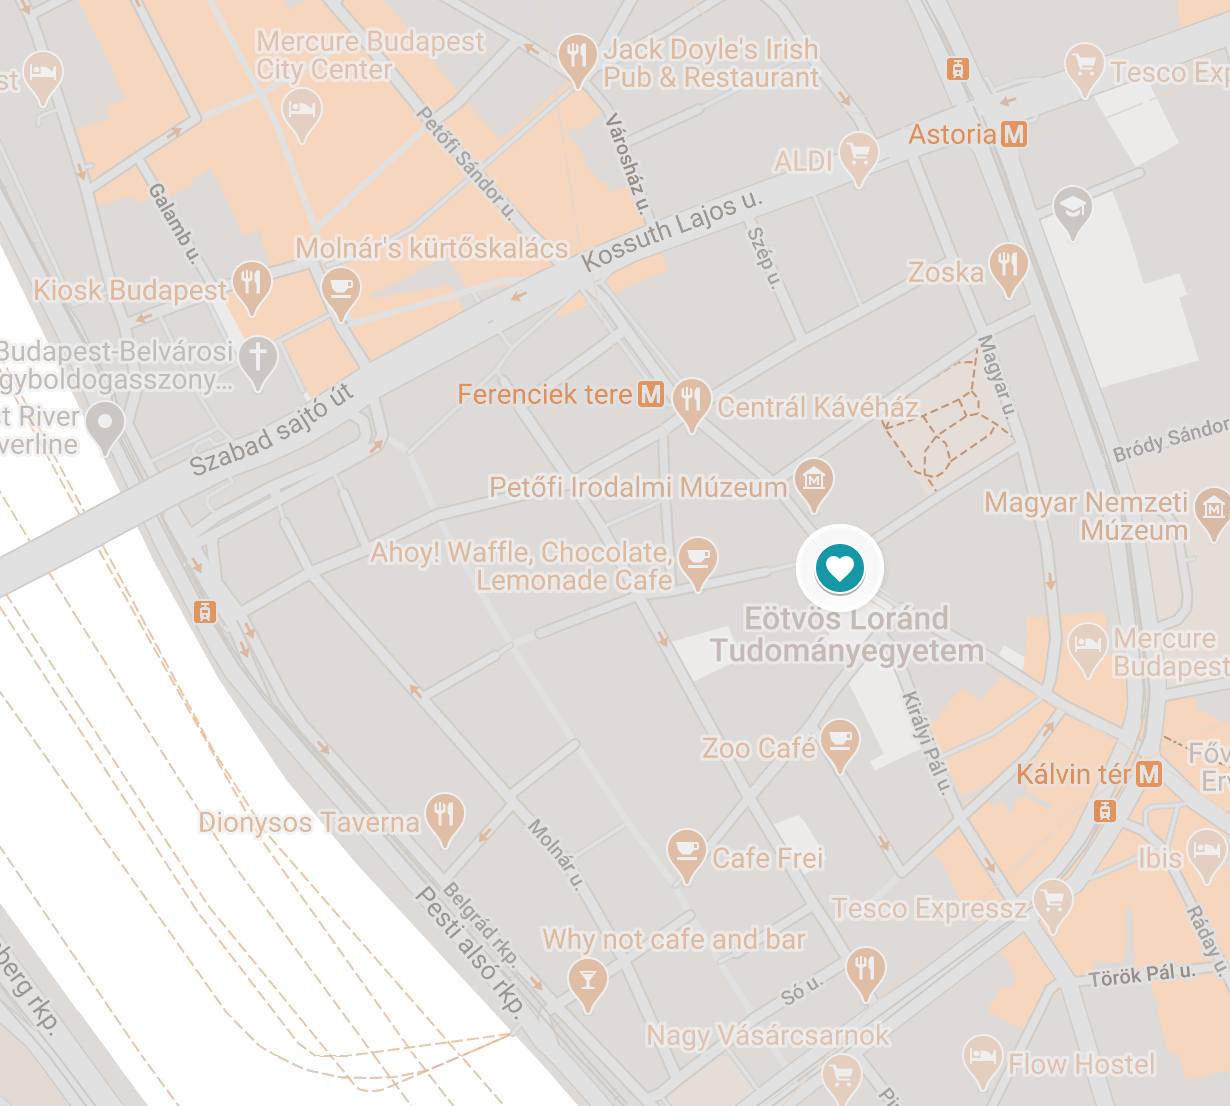 Mercure Budapest
City Center
Jack Doyle's Irish
Pub & Restaurant
Tesco Exp
st
Astoria M
ALDI
Petőfi Sándor u.
Városház u.
Galamb u.
Kossuth Lajos u.
Szép u.
Molnár's kürtőskalács
Zoska
Kiosk Budapest
Budapest-Belvárosi
gyboldogasszony...
Magyar u.
Ferenciek tere M
Centrál Kávéház
st River
verline
Szabad sajtó út
Bródy Sándor
Petőfi Irodalmi Múzeum
Magyar Nemzeti
Múzeum
Ahoy! Waffle, Chocolate,
Lemonade Cafe
Eötvös Loránd
Tudományegyetem
Mercure
Budapest
Királyi Pál u.
Zoo Café
Kálvin tér M
Főv
Erv
Dionysos Taverna
Molnár u.
Cafe Frei
Ibis
Belgrád rkp.
Pesti alsó rkp.
Tesco Expressz
Ráday u.
Why not cafe and bar
berg rkp.
Só u.
Török Pál u.
Nagy Vásárcsarnok
Flow Hostel
Pi